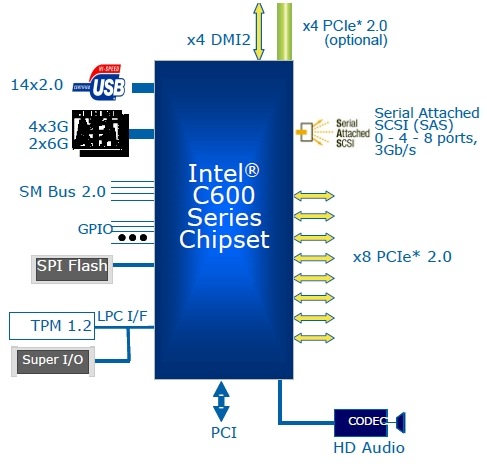 x4 DMI2
x4 PCIe* 2.0
(optional)
14x2.0
HI-SPEED
CERTIFIED
USB
4x3G
2x6G
Serial
Attached
SCSI
Serial Attached
SCSI (SAS)
0 - 4 - 8 ports,
3Gb/s
Intel®
C600
Series
Chipset
SM Bus 2.0
GPIO
SPI Flash
x8 PCIe* 2.0
LPC I/F
TPM 1.2
Super I/O
PCI
CODEC
HD Audio